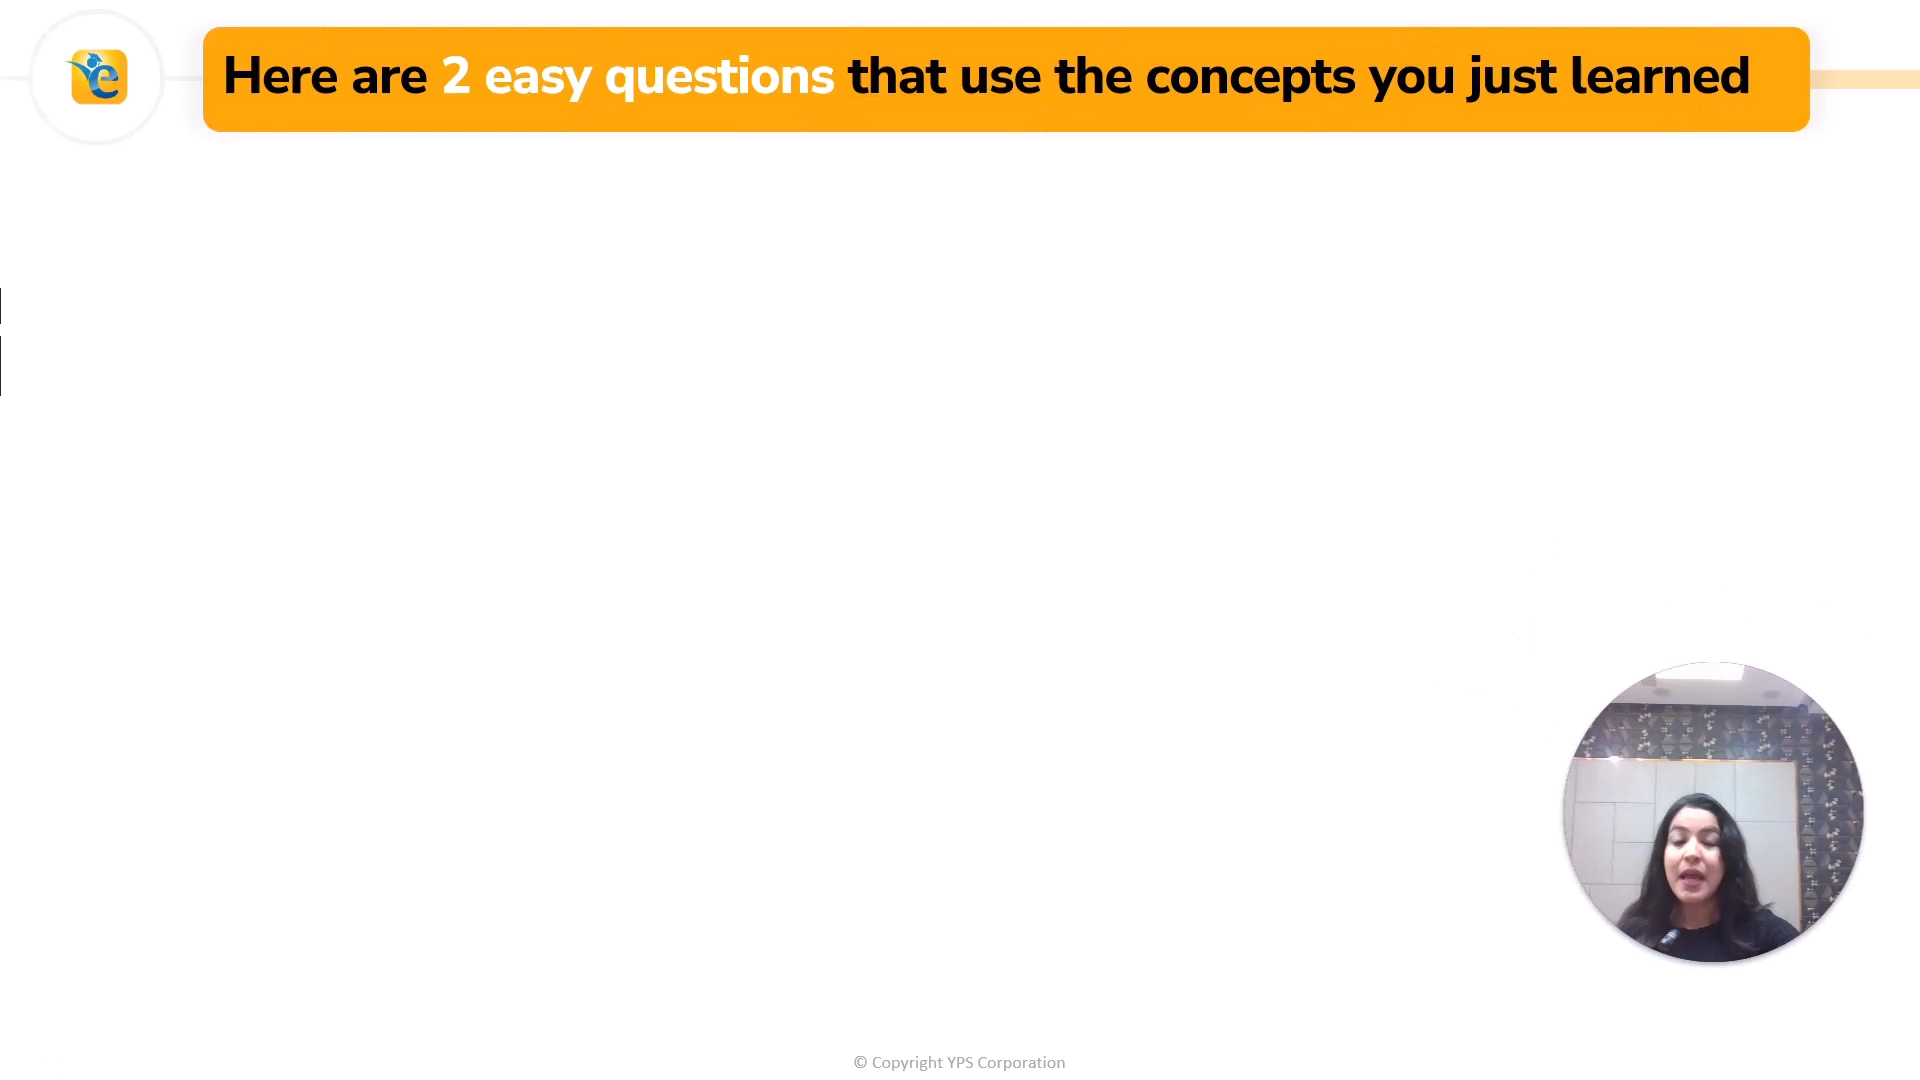 Here are 2 easy questions that use the concepts you just learned
© Copyright YPS Corporation